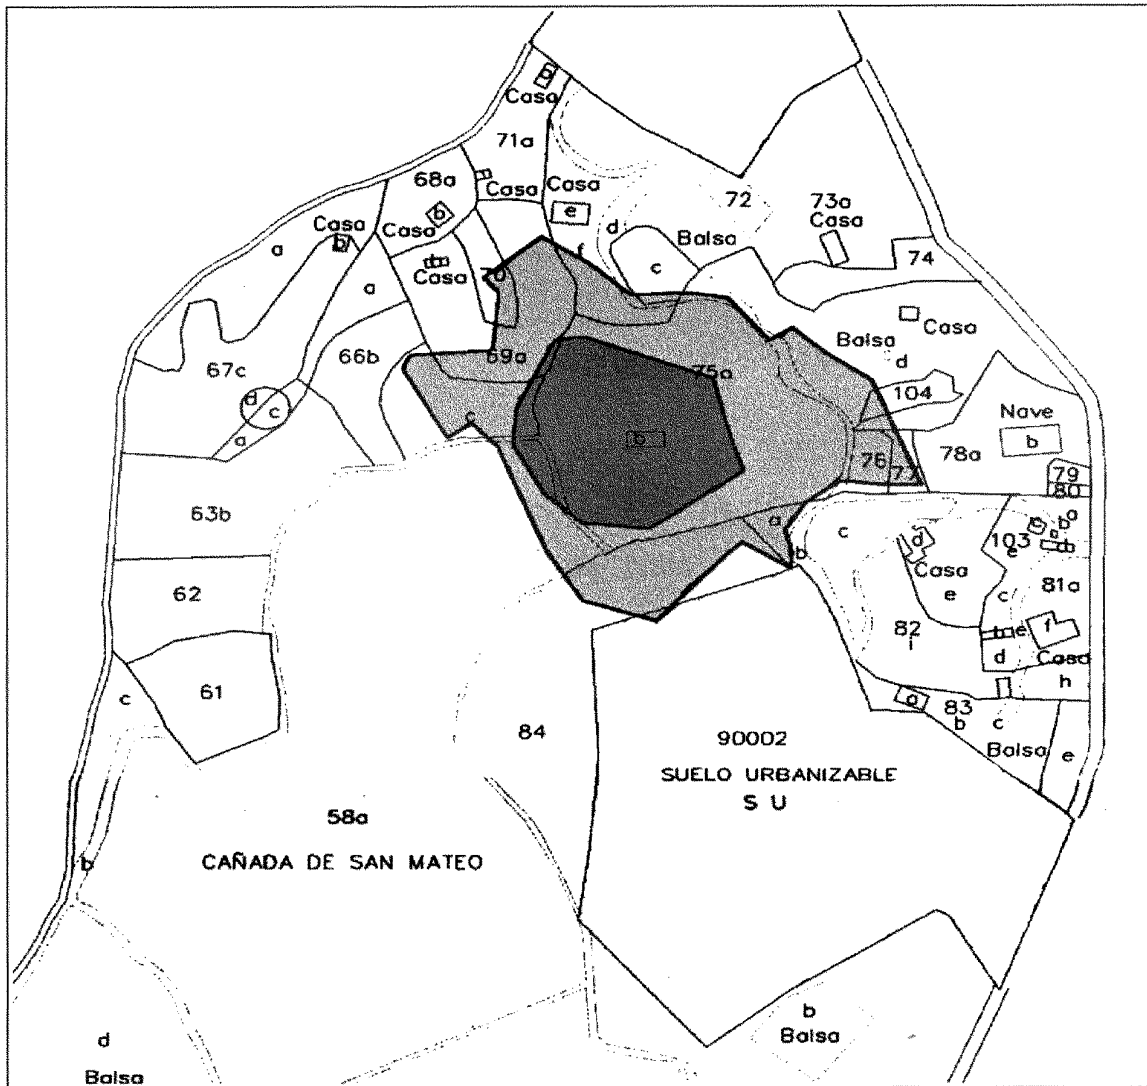 a
Casa
71a
68a
Casa
Casa
72
73a
Casa
Casa
b
a
b
Casa
e
d
Balsa
f
c
74
b
Casa
70
a
Casa
Balsa
d
67c
66b
69a
75a
104
d
c
a
c
b
Nave
b
76
77
78a
79
80
63b
a
b
c
d
Casa
e
103
e
a
b
62
c
81a
82
i
b
e
f
d
Casa
h
61
c
84
90002
SUELO URBANIZABLE
S U
a
83
b
c
Balsa
e
58a
CAÑADA DE SAN MATEO
b
b
Balsa
d
Balsa